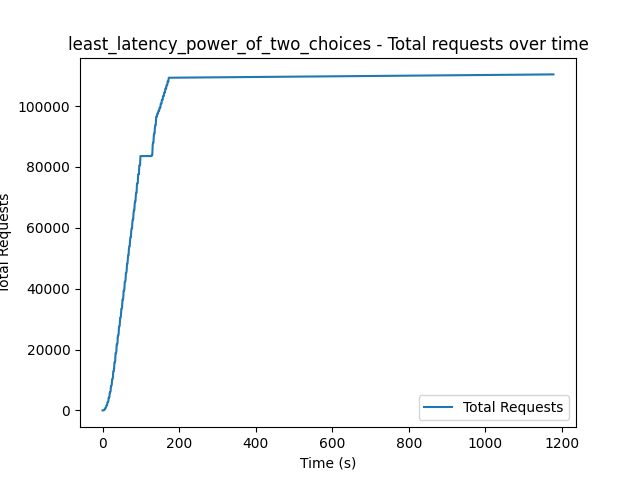 least_latency_power_of_two_choices - Total requests over time
100000
80000
60000
40000
20000
0
Total Requests
0 200 400 600 800 1000 1200
Time (s)
Total Requests